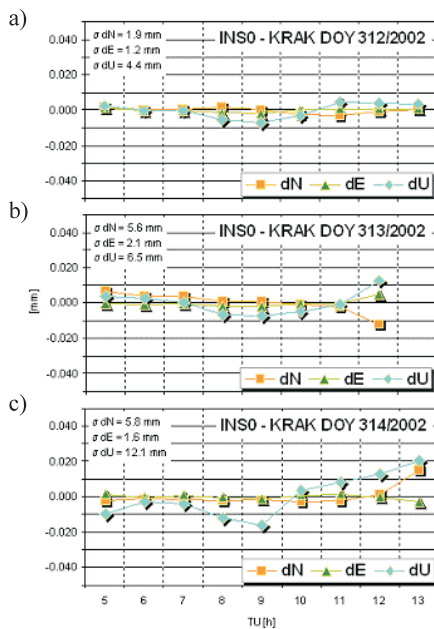 a)
σ dN = 1.9 mm
σ dE = 1.2 mm
σ dU = 4.4 mm
INS0 - KRAK DOY 312/2002
0.040
0.020
0.000
-0.020
-0.040
dN dE dU
b)
σ dN = 5.6 mm
σ dE = 2.1 mm
σ dU = 6.5 mm
INS0 - KRAK DOY 313/2002
0.040
0.020
0.000
-0.020
-0.040
[mm]
dN dE dU
c)
σ dN = 5.8 mm
σ dE = 1.6 mm
σ dU = 12.1 mm
INS0 - KRAK DOY 314/2002
0.040
0.020
0.000
-0.020
-0.040
dN dE dU
5 6 7 8 9 10 11 12 13
TU [h]